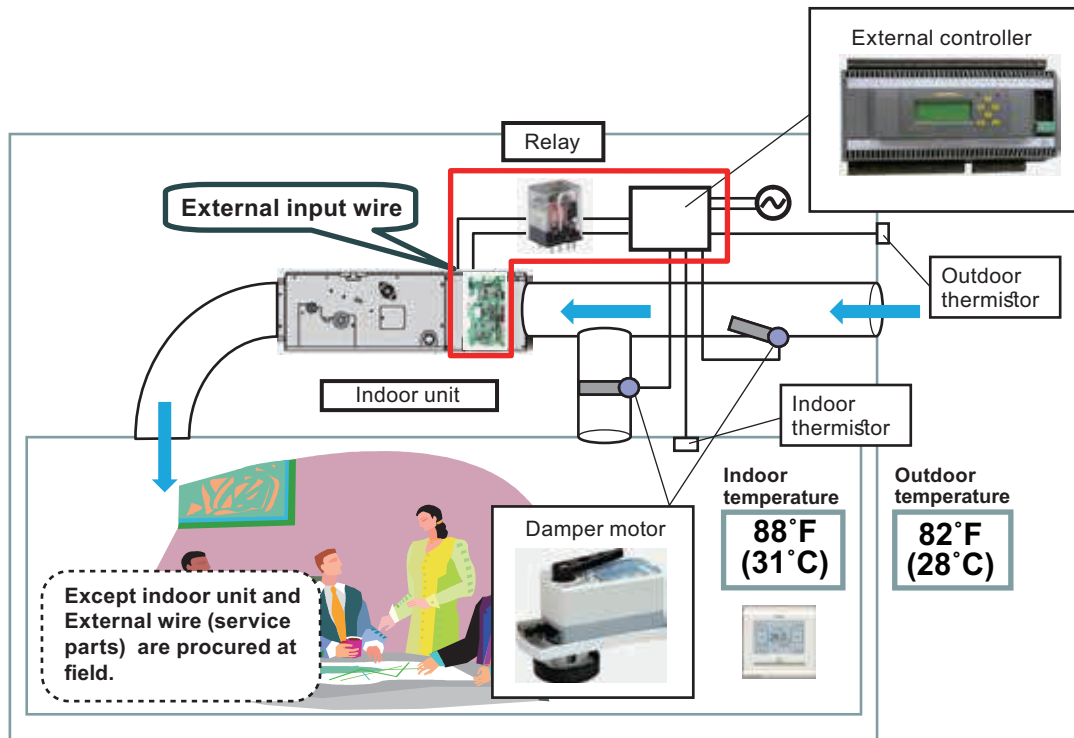 External controller
Relay
External input wire
Outdoor
thermistor
Indoor unit
Indoor
thermistor
Indoor
temperature
Outdoor
temperature
88˚F
(31˚C)
82˚F
(28˚C)
Damper motor
Except indoor unit and
External wire (service
parts) are procured at
field.